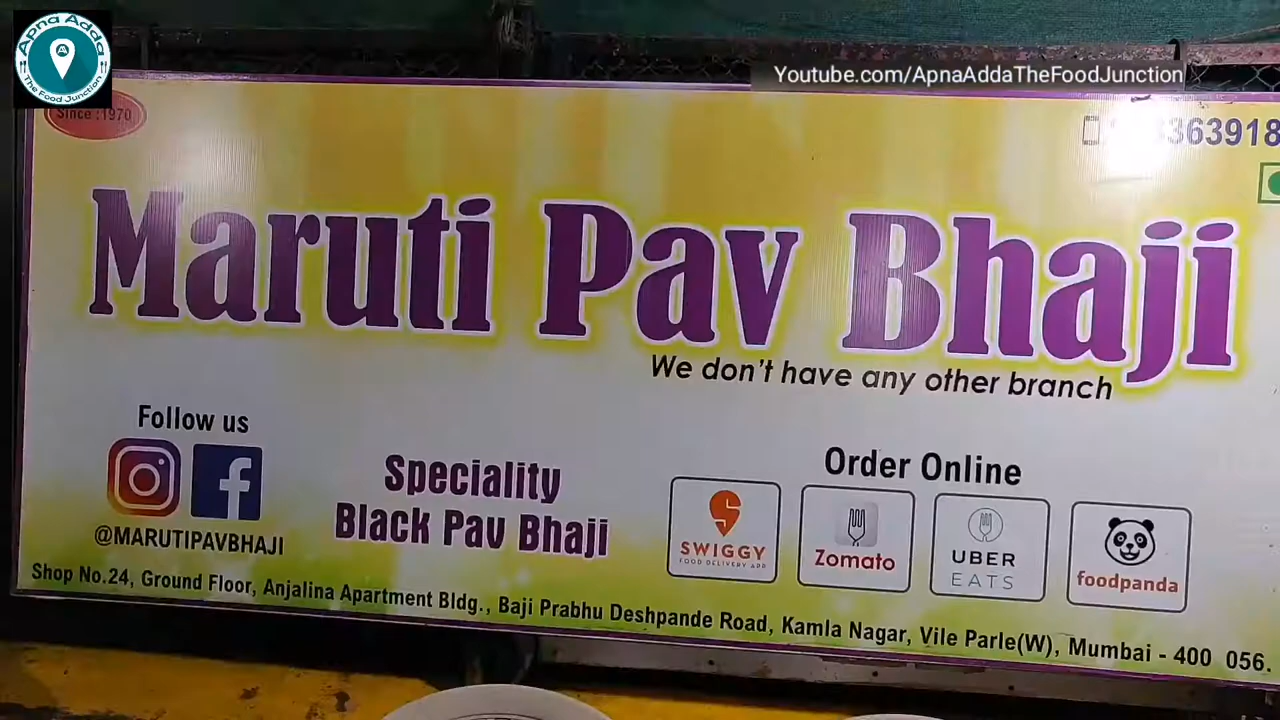 Apna Adda
The Food Junction
Youtube.com/ApnaAddaTheFoodJunction
Since :1970
363918
Maruti Pav Bhaji
We don't have any other branch
Follow us
@MARUTIPAVBHAJI
Speciality
Black Pav Bhaji
Order Online
SWIGGY
FOOD DELIVERY APP
Zomato
UBER
EATS
foodpanda
Shop No.24, Ground Floor, Anjalina Apartment Bldg., Baji Prabhu Deshpande Road, Kamla Nagar, Vile Parle(W), Mumbai - 400 056.